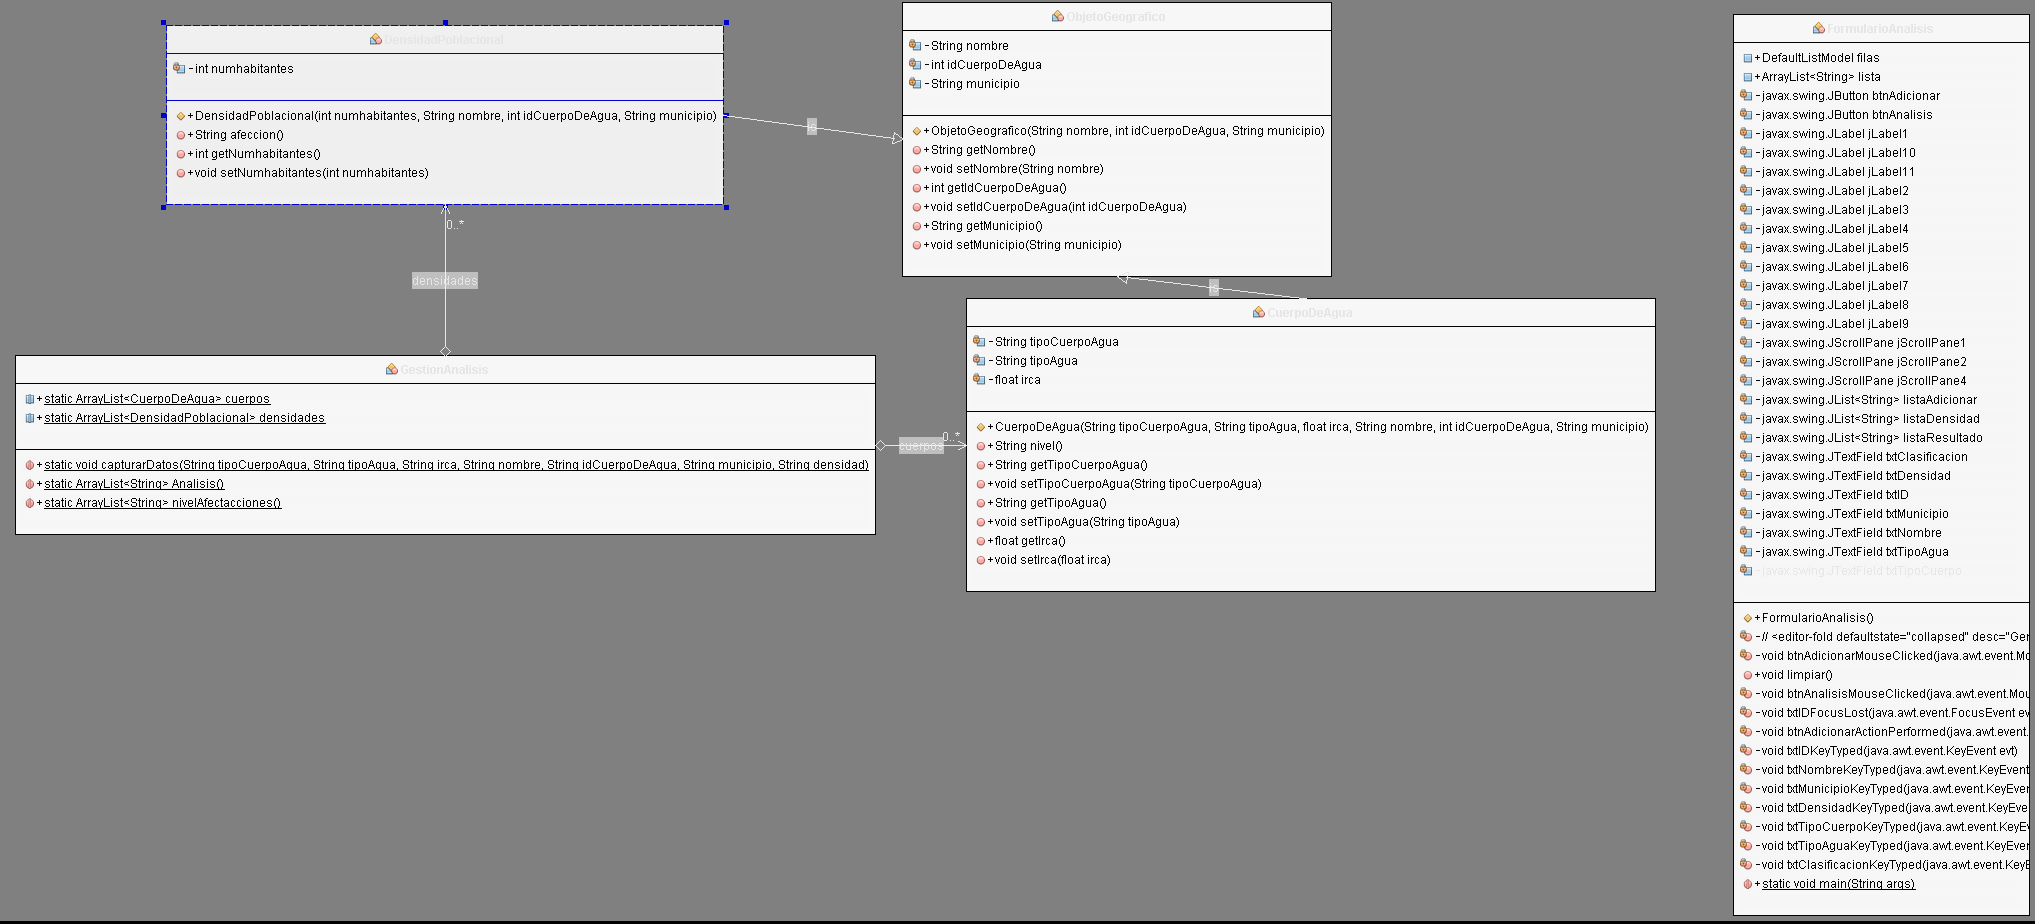 DensidadPoblacional
- int numhabitantes
+ DensidadPoblacional(int numhabitantes, String nombre, int idCuerpoDeAgua, String municipio)
+ String afeccion()
+ int getNumhabitantes()
+ void setNumhabitantes(int numhabitantes)
is
0..*
densidades
ObjetoGeografico
- String nombre
- int idCuerpoDeAgua
- String municipio
+ ObjetoGeografico(String nombre, int idCuerpoDeAgua, String municipio)
+ String getNombre()
+ void setNombre(String nombre)
+ int getIdCuerpoDeAgua()
+ void setIdCuerpoDeAgua(int idCuerpoDeAgua)
+ String getMunicipio()
+ void setMunicipio(String municipio)
is
GestionAnalisis
+ static ArrayList<CuerpoDeAgua> cuerpos
+ static ArrayList<DensidadPoblacional> densidades
+ static void capturarDatos(String tipoCuerpoAgua, String tipoAgua, String irca, String nombre, String idCuerpoDeAgua, String municipio, String densidad)
+ static ArrayList<String> Analisis()
+ static ArrayList<String> nivelAfectacciones()
0..*
cuerpos
CuerpoDeAgua
- String tipoCuerpoAgua
- String tipoAgua
- float irca
+ CuerpoDeAgua(String tipoCuerpoAgua, String tipoAgua, float irca, String nombre, int idCuerpoDeAgua, String municipio)
+ String nivel()
+ String getTipoCuerpoAgua()
+ void setTipoCuerpoAgua(String tipoCuerpoAgua)
+ String getTipoAgua()
+ void setTipoAgua(String tipoAgua)
+ float getIrca()
+ void setIrca(float irca)
FormularioAnalisis
+ DefaultListModel filas
+ ArrayList<String> lista
- javax.swing.JButton btnAdicionar
- javax.swing.JButton btnAnalisis
- javax.swing.JLabel jLabel1
- javax.swing.JLabel jLabel10
- javax.swing.JLabel jLabel11
- javax.swing.JLabel jLabel2
- javax.swing.JLabel jLabel3
- javax.swing.JLabel jLabel4
- javax.swing.JLabel jLabel5
- javax.swing.JLabel jLabel6
- javax.swing.JLabel jLabel7
- javax.swing.JLabel jLabel8
- javax.swing.JLabel jLabel9
- javax.swing.JScrollPane jScrollPane1
- javax.swing.JScrollPane jScrollPane2
- javax.swing.JScrollPane jScrollPane4
- javax.swing.JList<String> listaAdicionar
- javax.swing.JList<String> listaDensidad
- javax.swing.JList<String> listaResultado
- javax.swing.JTextField txtClasificacion
- javax.swing.JTextField txtDensidad
- javax.swing.JTextField txtID
- javax.swing.JTextField txtMunicipio
- javax.swing.JTextField txtNombre
- javax.swing.JTextField txtTipoAgua
- javax.swing.JTextField txtTipoCuerpo
+ FormularioAnalisis()
- // <editor-fold defaultstate="collapsed" desc="Ger
- void btnAdicionarMouseClicked(java.awt.event.Mo
+ void limpiar()
- void btnAnalisisMouseClicked(java.awt.event.Mou
- void txtIDFocusLost(java.awt.event.FocusEvent ev
- void btnAdicionarActionPerformed(java.awt.event.
- void txtIDKeyTyped(java.awt.event.KeyEvent evt)
- void txtNombreKeyTyped(java.awt.event.KeyEvent
- void txtMunicipioKeyTyped(java.awt.event.KeyEver
- void txtDensidadKeyTyped(java.awt.event.KeyEve
- void txtTipoCuerpoKeyTyped(java.awt.event.KeyEv
- void txtTipoAguaKeyTyped(java.awt.event.KeyEver
- void txtClasificacionKeyTyped(java.awt.event.KeyE
+ static void main(String args)